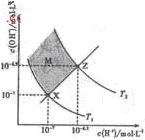 c(OH⁻)/mol·L⁻¹
M
10⁻⁶·⁵
Z
T₂
10⁻⁷
X
T₁
10⁻⁷ 10⁻⁶·⁵ c(H⁺)/mol·L⁻¹